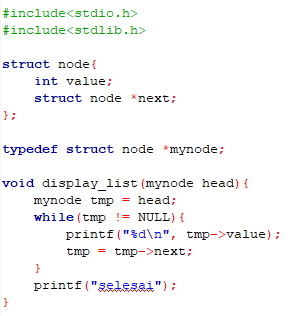 #include<stdio.h>
#include<stdlib.h>

struct node{
    int value;
    struct node *next;
};

typedef struct node *mynode;

void display_list(mynode head){
    mynode tmp = head;
    while(tmp != NULL){
        printf("%d\n", tmp->value);
        tmp = tmp->next;
    }
    printf("selesai");
}